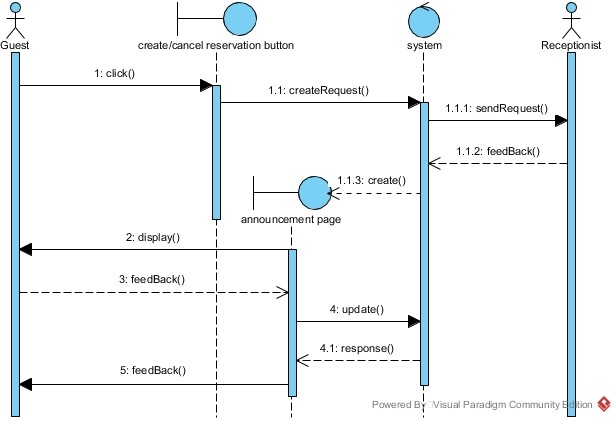 Guest
create/cancel reservation button
system
Receptionist
1: click()
1.1: createRequest()
1.1.1: sendRequest()
1.1.2: feedBack()
1.1.3: create()
announcement page
2: display()
3: feedBack()
4: update()
4.1: response()
5: feedBack()
Powered By Visual Paradigm Community Edition